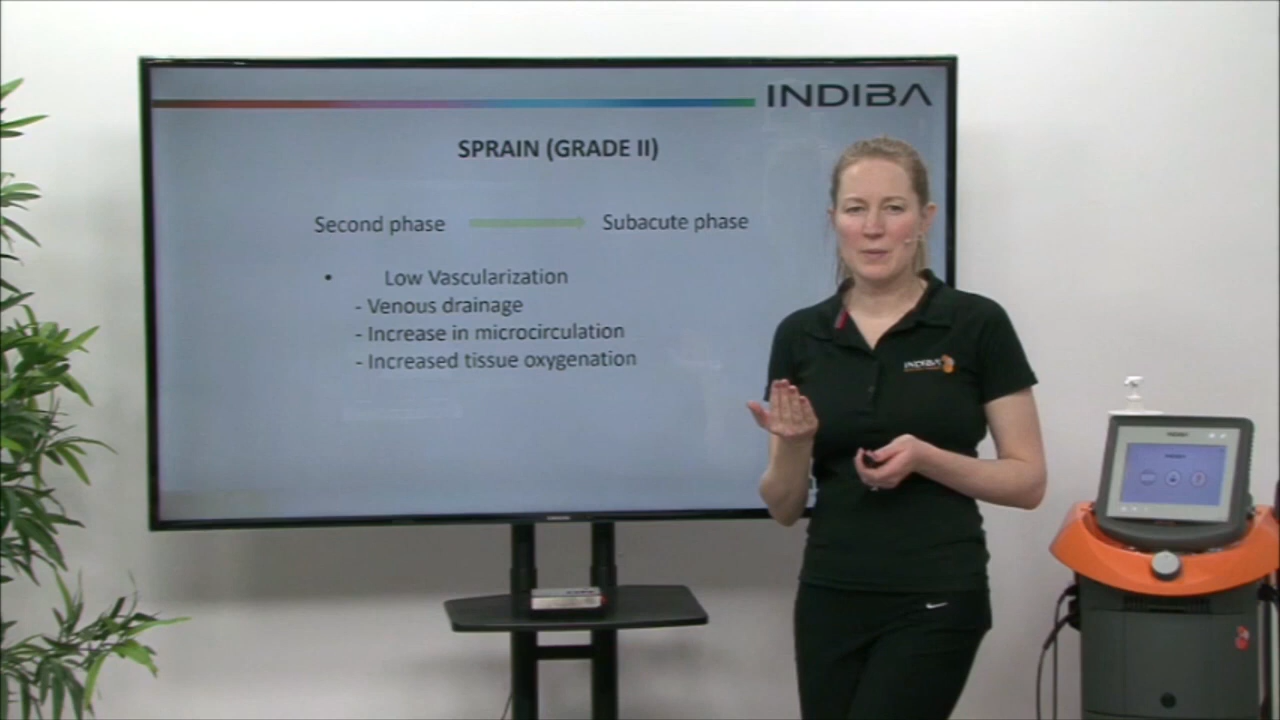 INDIBA
SPRAIN (GRADE II)
Second phase
Subacute phase
• Low Vascularization
- Venous drainage
- Increase in microcirculation
- Increased tissue oxygenation
INDIBA